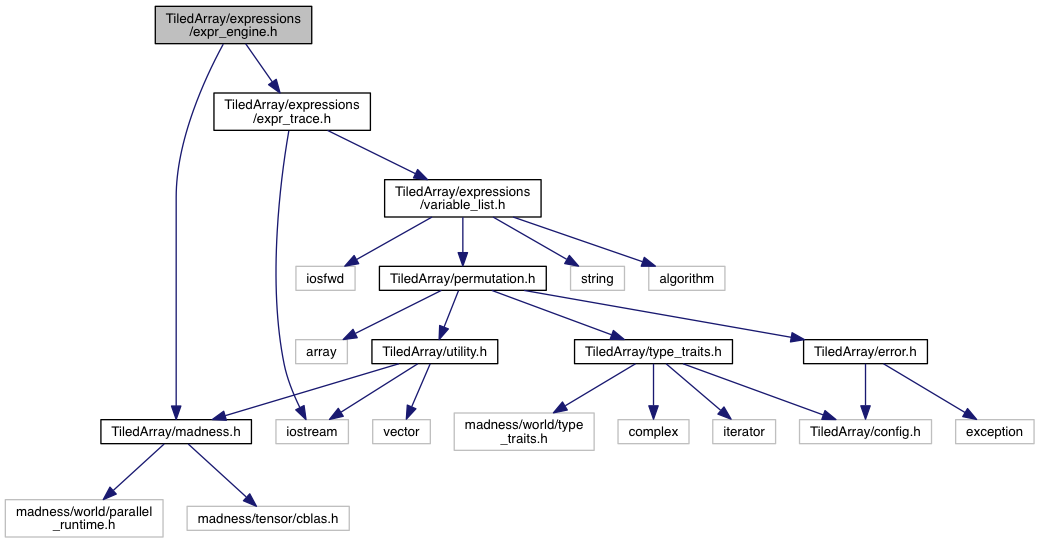 TiledArray/expressions
/expr_engine.h
TiledArray/expressions
/expr_trace.h
TiledArray/expressions
/variable_list.h
iosfwd
TiledArray/permutation.h
string
algorithm
array
TiledArray/utility.h
TiledArray/type_traits.h
TiledArray/error.h
TiledArray/madness.h
iostream
vector
madness/world/type
_traits.h
complex
iterator
TiledArray/config.h
exception
madness/world/parallel
_runtime.h
madness/tensor/cblas.h